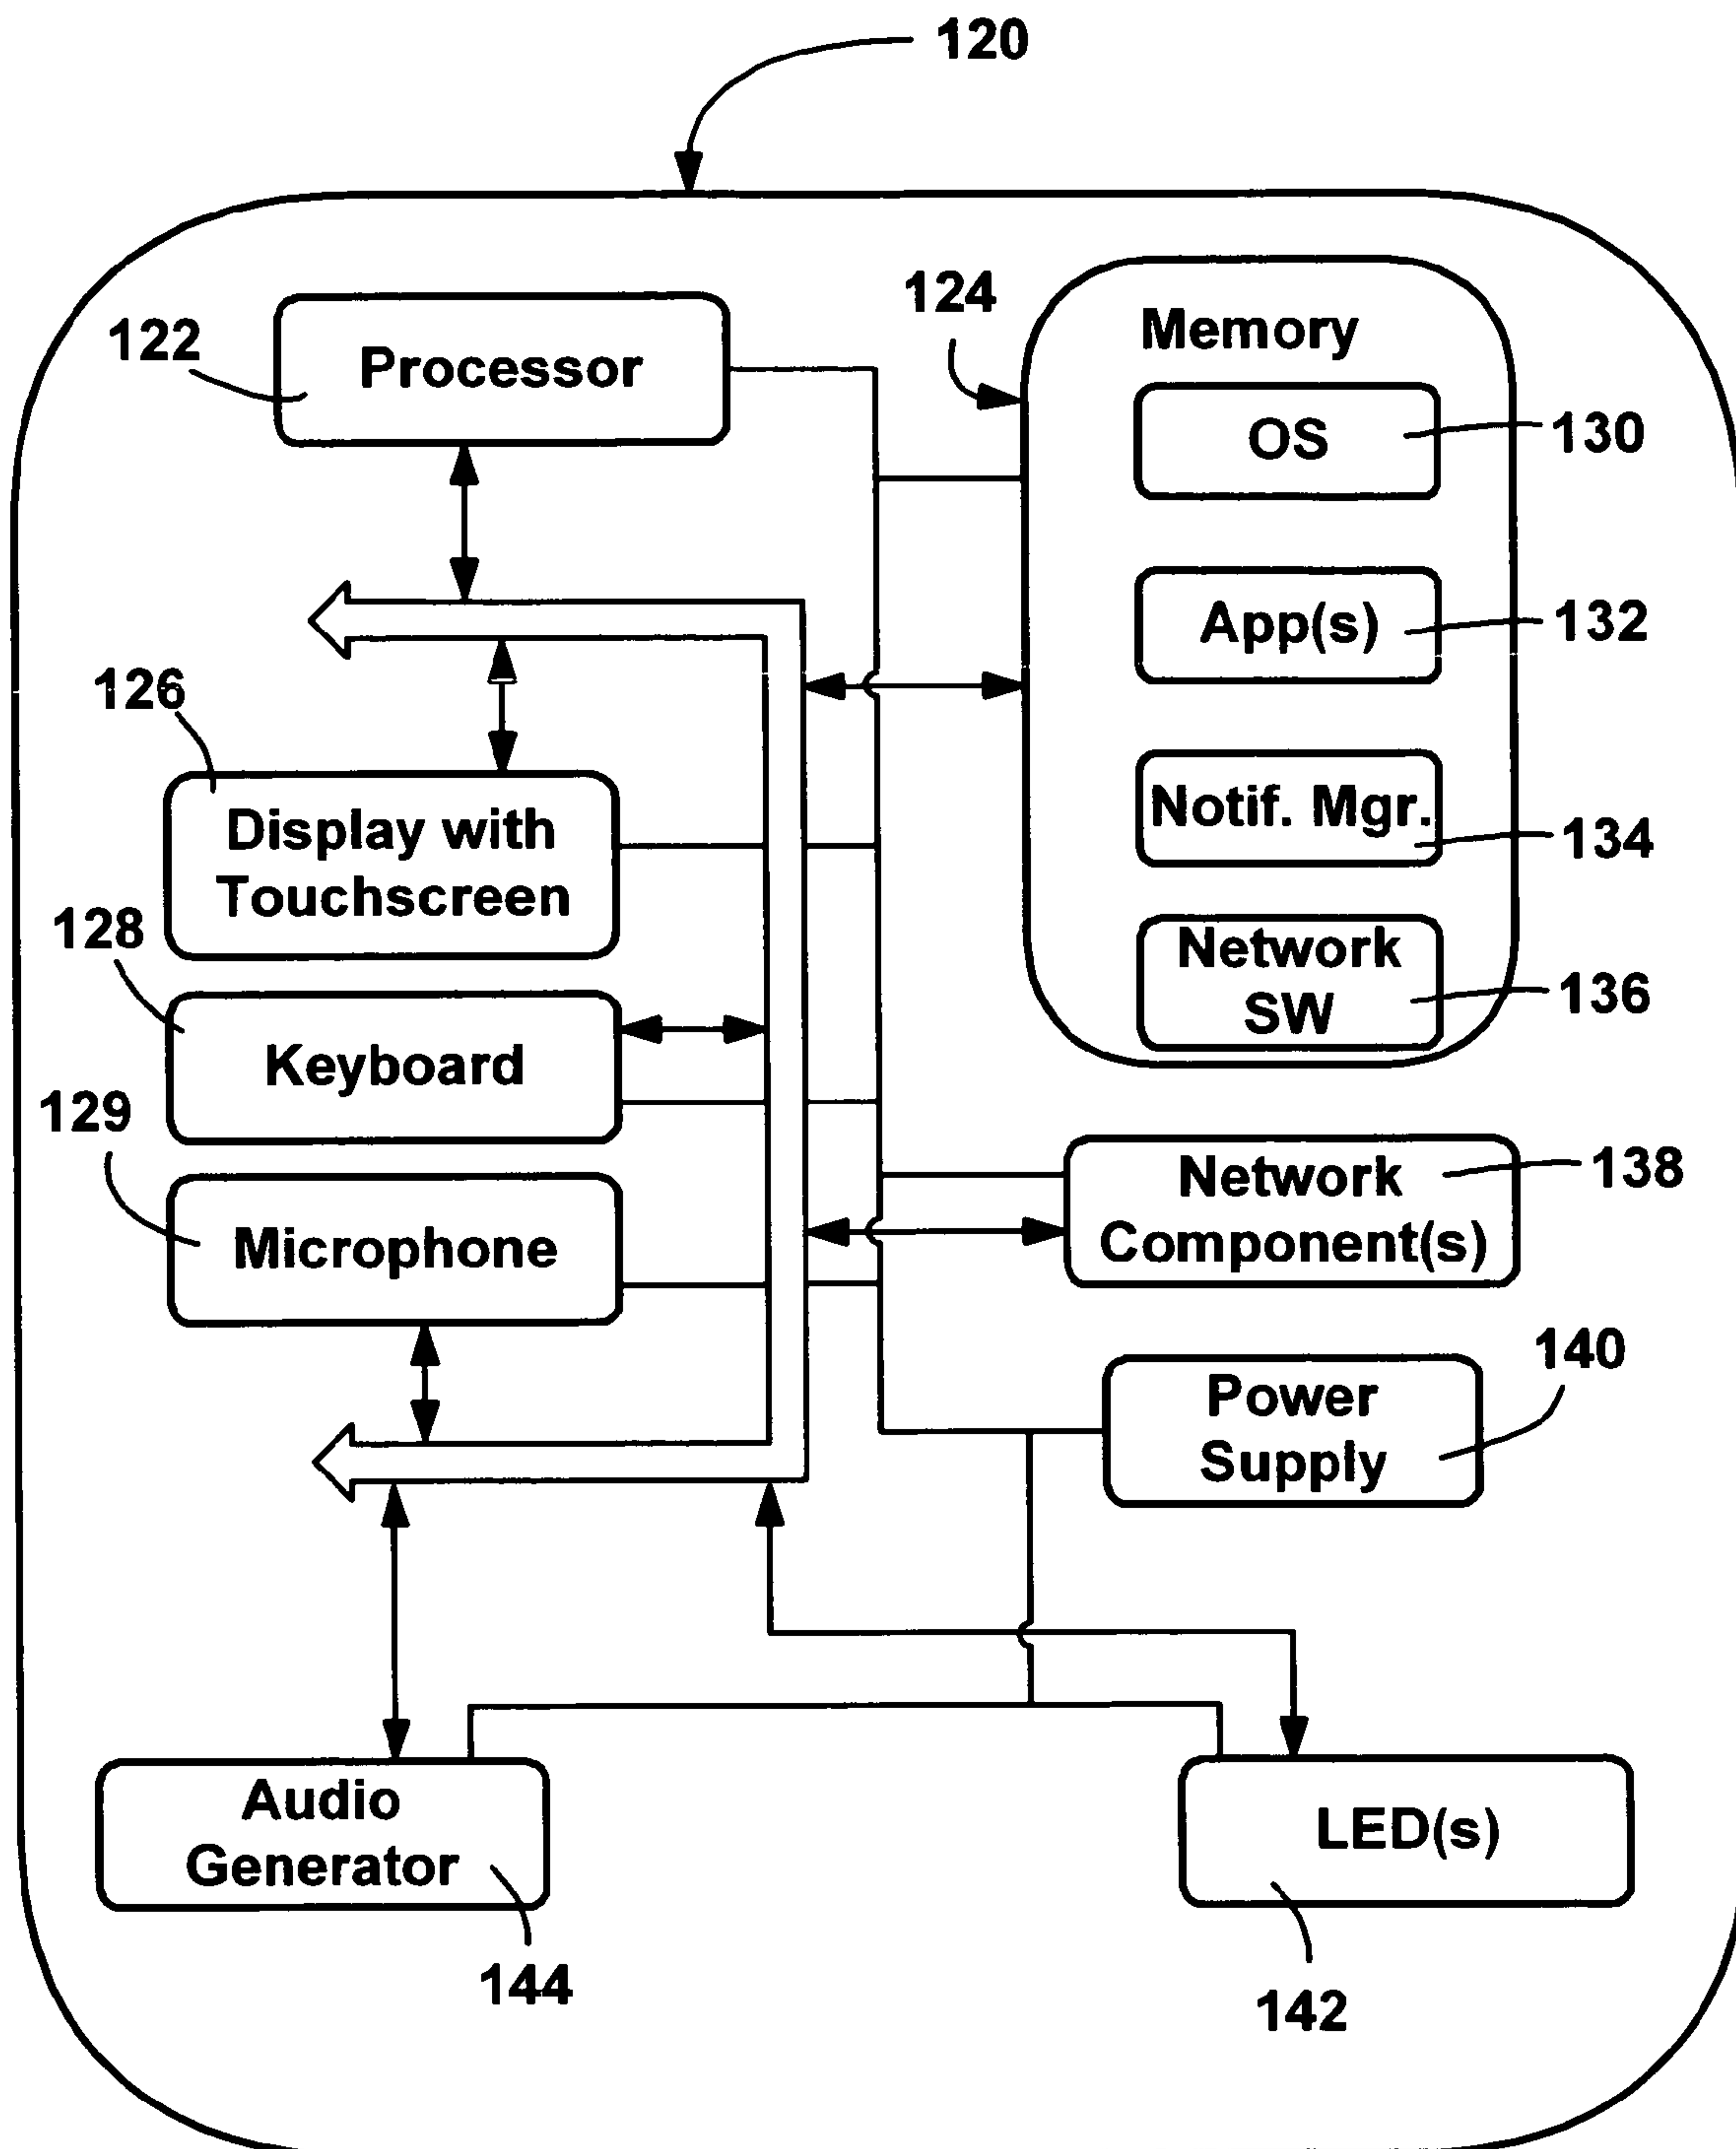 120
124
Memory
122
Processor
OS
130
App(s)
132
126
Display with
Touchscreen
Notif. Mgr.
134
128
Network
SW
136
Keyboard
129
Network
Component(s)
138
Microphone
140
Power
Supply
Audio
Generator
LED(s)
144
142